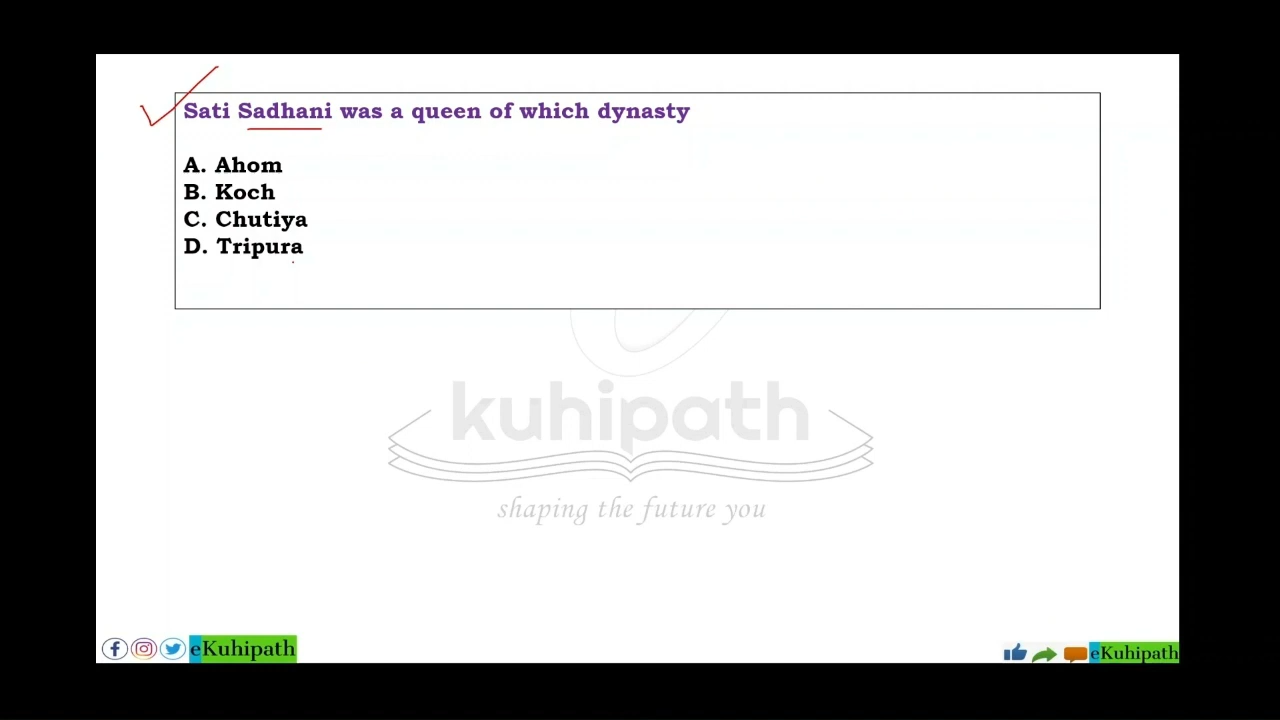 Sati Sadhani was a queen of which dynasty
A. Ahom
B. Koch
C. Chutiya
D. Tripura
kuhipath
shaping the future you
eKuhipath
eKuhipath